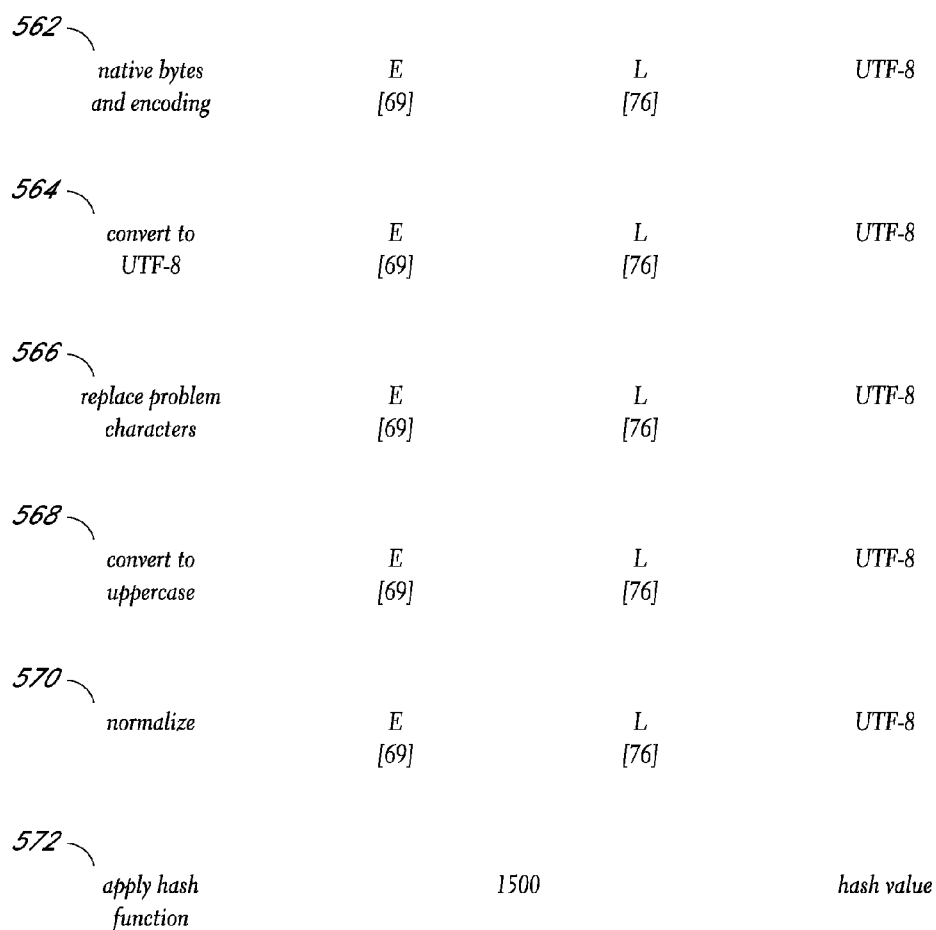 562
native bytes E L UTF-8
and encoding [69] [76]
564
convert to E L UTF-8
UTF-8 [69] [76]
566
replace problem E L UTF-8
characters [69] [76]
568
convert to E L UTF-8
uppercase [69] [76]
570
normalize E L UTF-8
[69] [76]
572
apply hash 1500 hash value
function